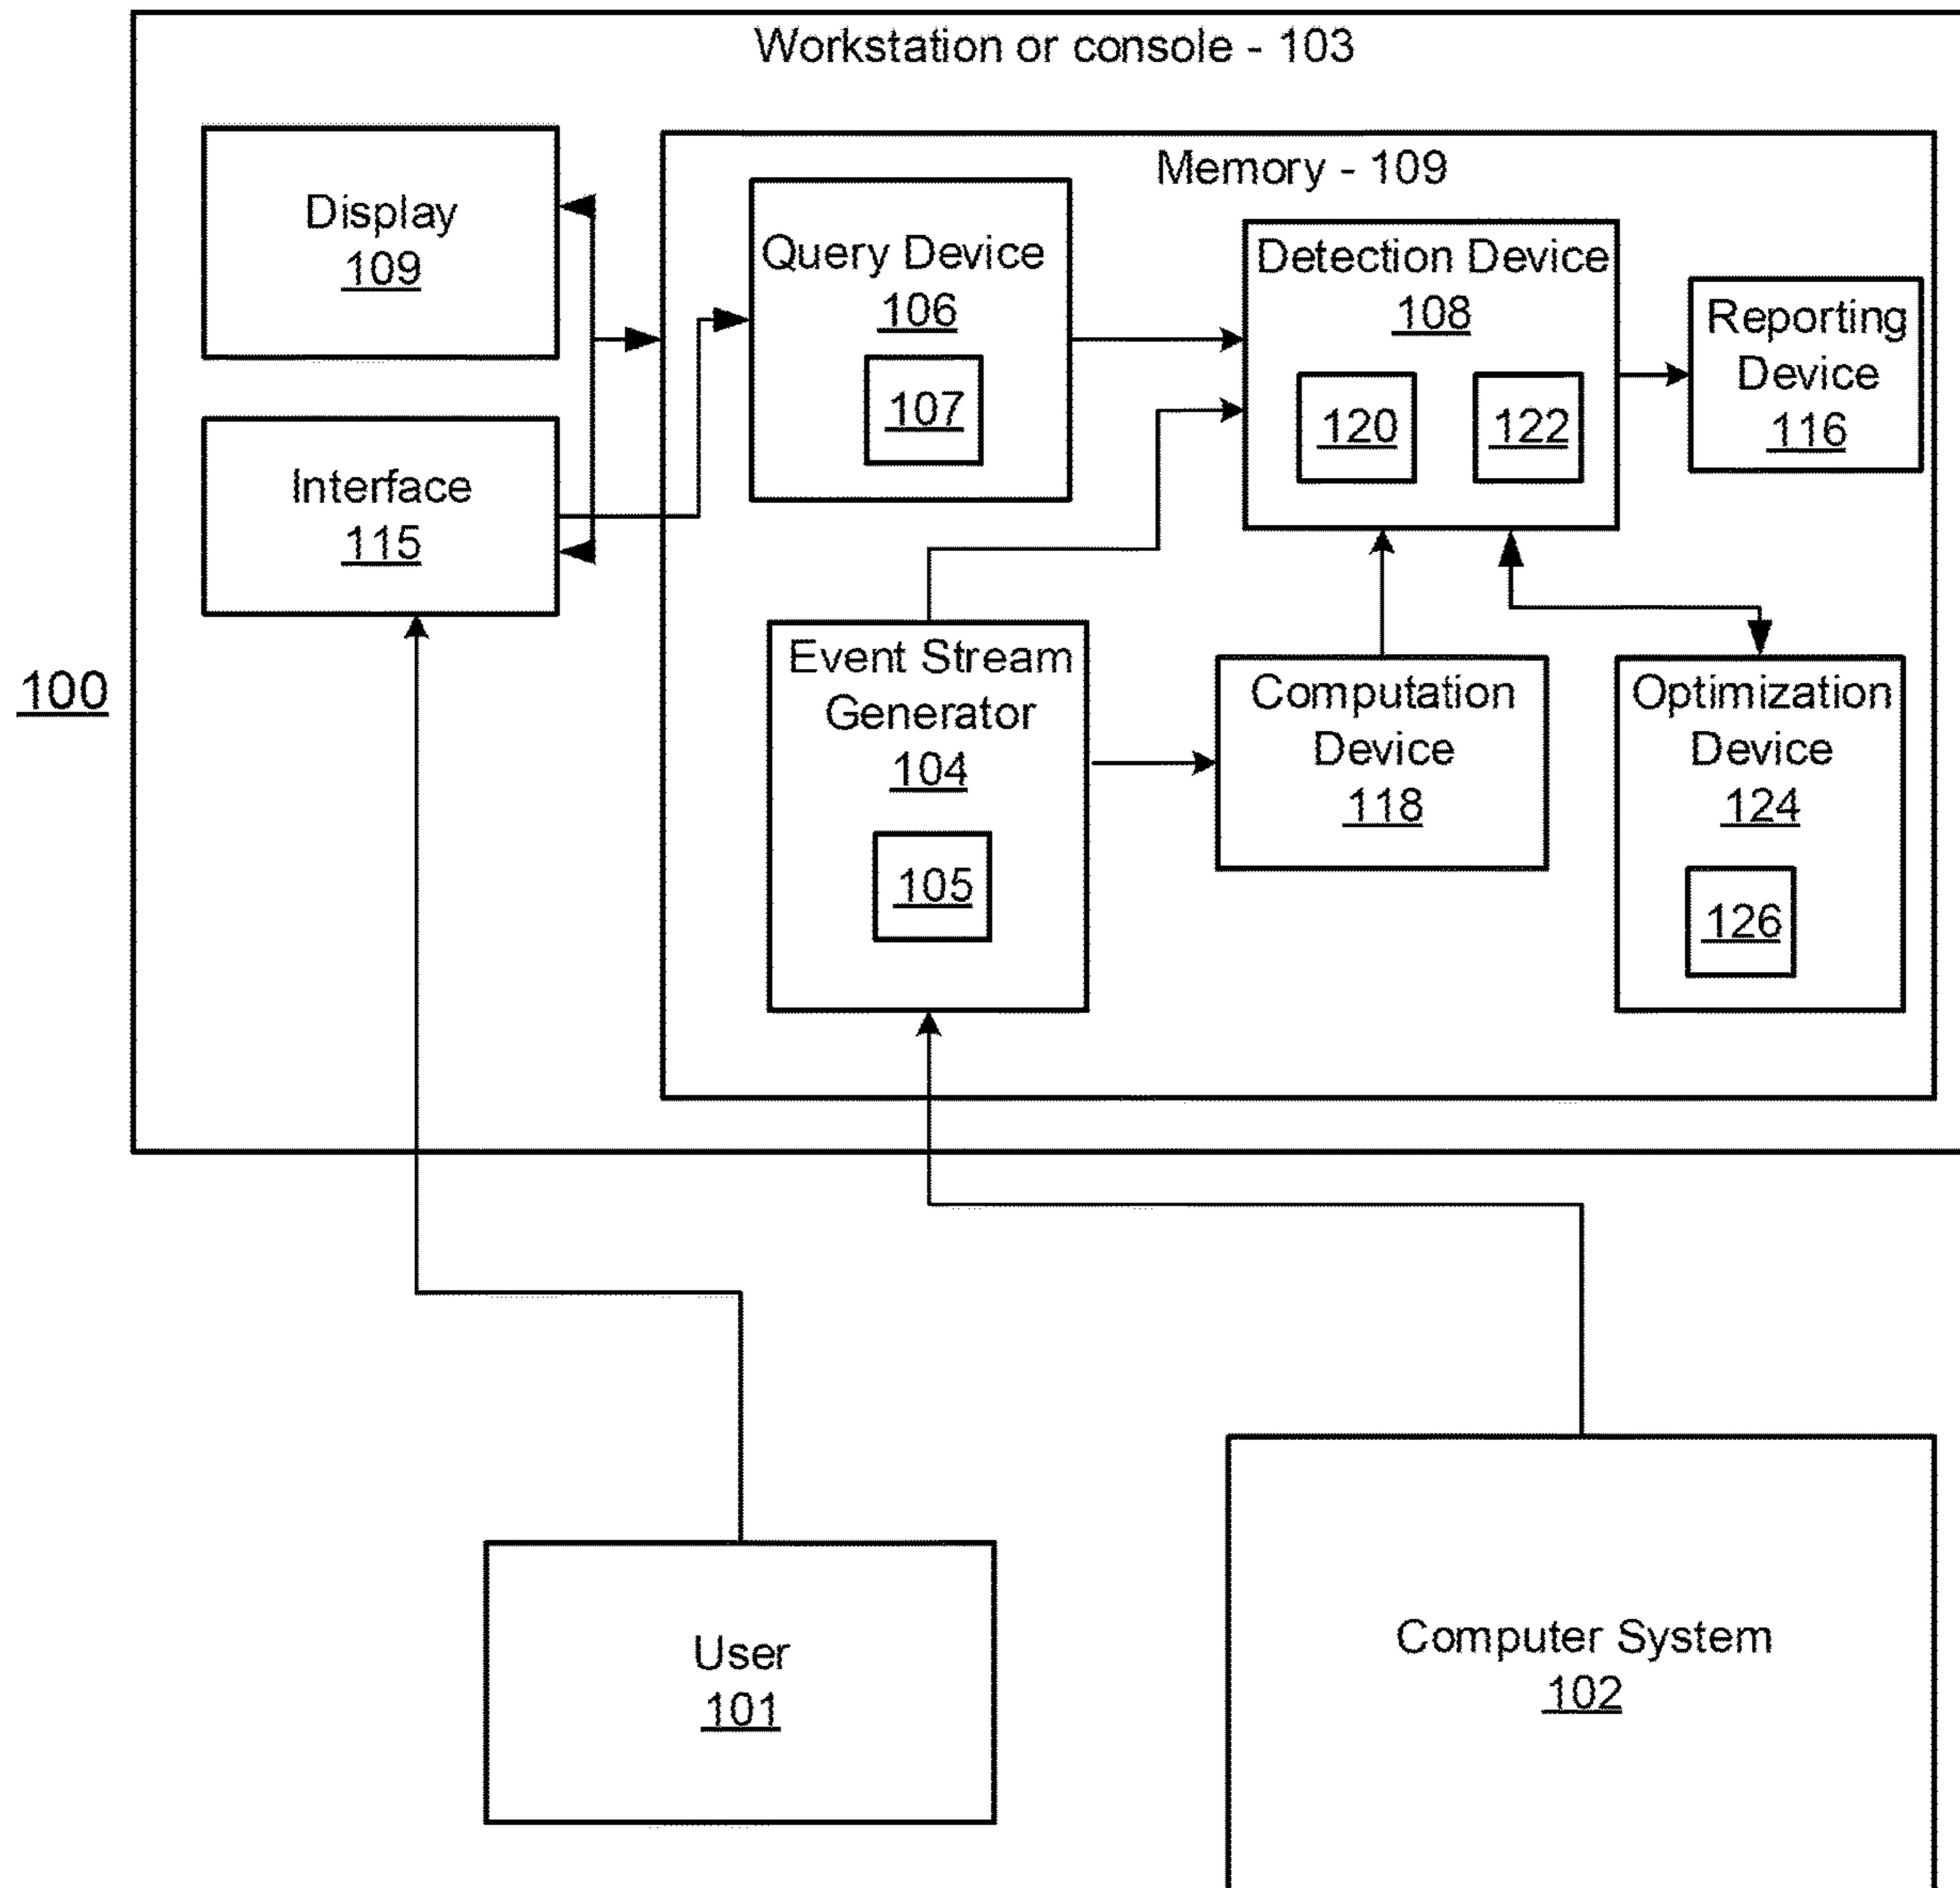 Workstation or console - 103
Display
109
Interface
115
Memory - 109
Query Device
106
107
Detection Device
108
120
122
Reporting
Device
116
Event Stream
Generator
104
105
Computation
Device
118
Optimization
Device
124
126
100
User
101
Computer System
102